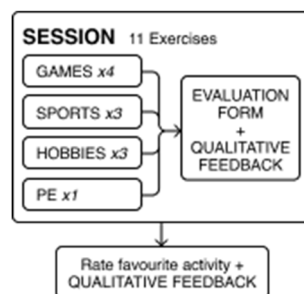 SESSION 11 Exercises
GAMES x4
SPORTS x3
HOBBIES x3
PE x1
EVALUATION
FORM
+
QUALITATIVE
FEEDBACK
Rate favourite activity +
QUALITATIVE FEEDBACK